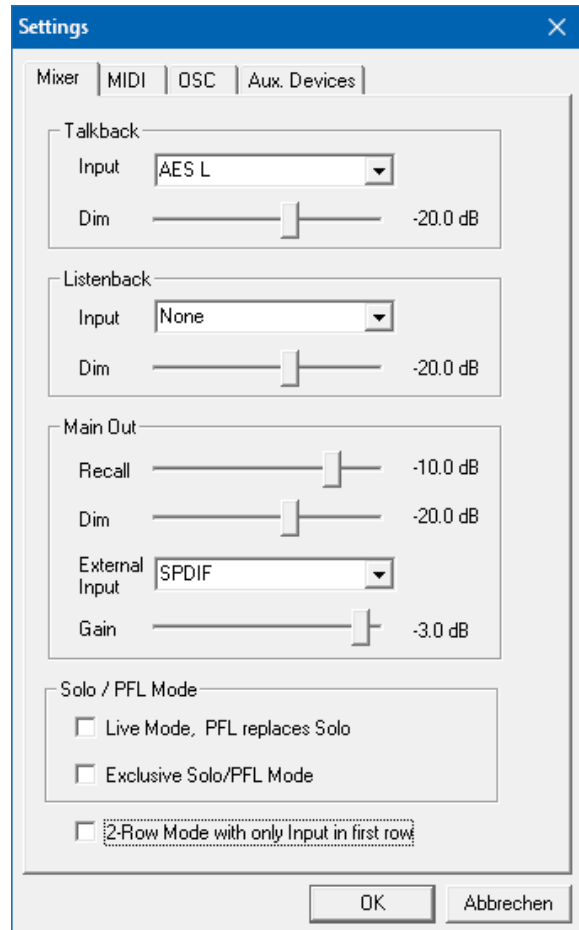 Settings
Mixer MIDI OSC Aux. Devices
Talkback
Input AES L
Dim -20.0 dB
Listenback
Input None
Dim -20.0 dB
Main Out
Recall -10.0 dB
Dim -20.0 dB
External
Input SPDIF
Gain -3.0 dB
Solo / PFL Mode
Live Mode, PFL replaces Solo
Exclusive Solo/PFL Mode
2-Row Mode with only Input in first row
OK Abbrechen